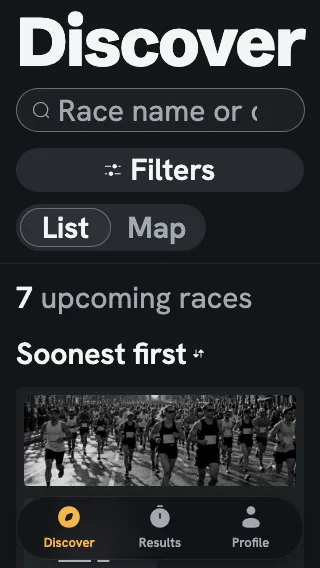 Discover
Race name or c
Filters
List Map
7 upcoming races
Soonest first
Discover Results Profile